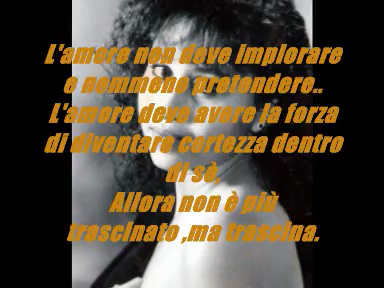 L'amore non deve implorare
e nemmeno pretendere..
L'amore deve avere la forza
di diventare certezza dentro
di sè.
Allora non è più
trascinato ,ma trascina.